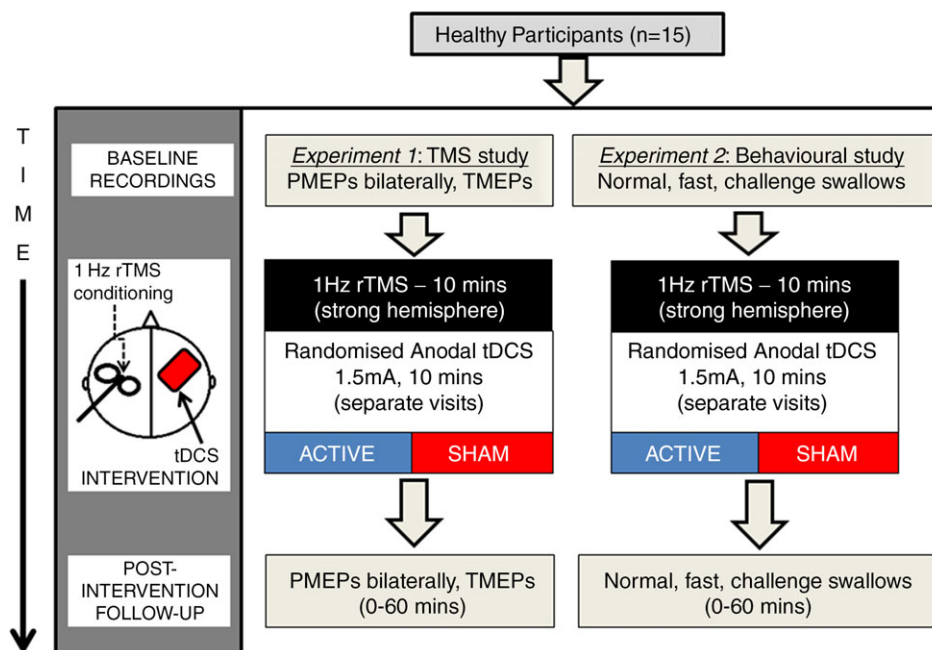 Healthy Participants (n=15)
T
I
M
E
BASELINE
RECORDINGS
Experiment 1: TMS study
PMEPs bilaterally, TMEPs
Experiment 2: Behavioural study
Normal, fast, challenge swallows
1 Hz rTMS
conditioning
tDCS
INTERVENTION
1Hz rTMS – 10 mins
(strong hemisphere)
Randomised Anodal tDCS
1.5mA, 10 mins
(separate visits)
ACTIVE
SHAM
1Hz rTMS – 10 mins
(strong hemisphere)
Randomised Anodal tDCS
1.5mA, 10 mins
(separate visits)
ACTIVE
SHAM
POST-
INTERVENTION
FOLLOW-UP
PMEPs bilaterally, TMEPs
(0-60 mins)
Normal, fast, challenge swallows
(0-60 mins)